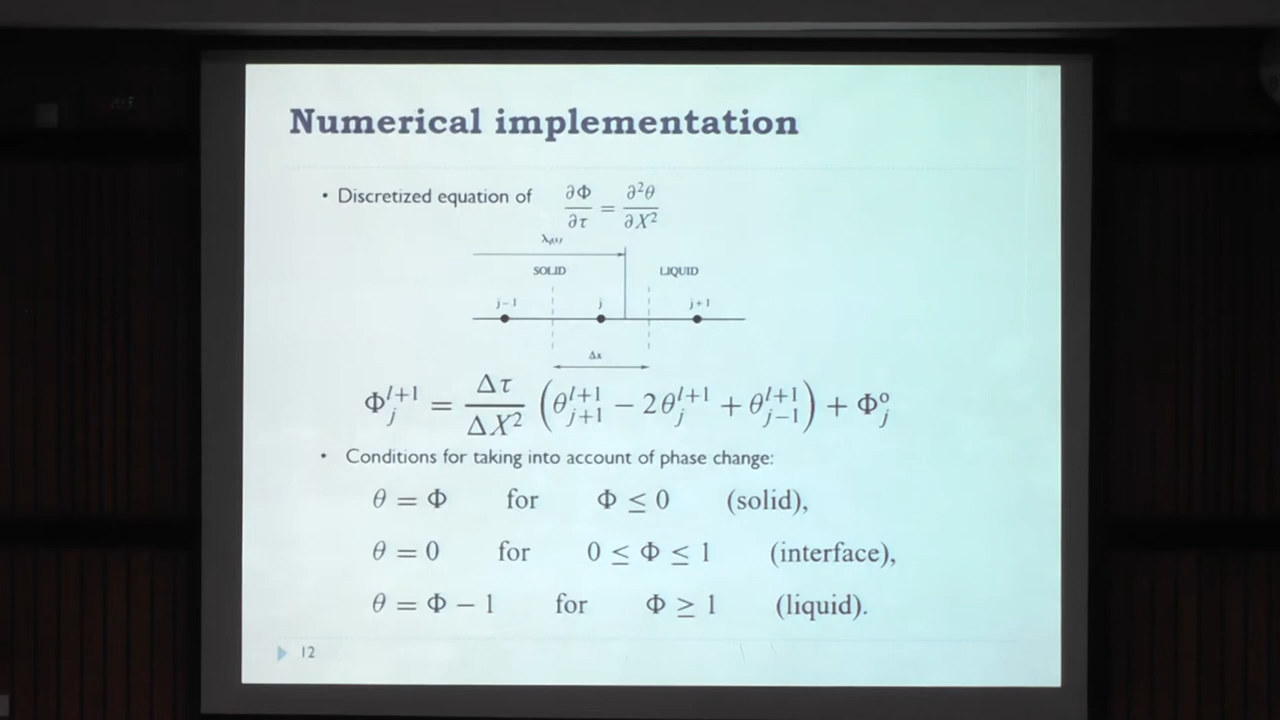 Numerical implementation
• Discretized equation of ∂Φ/∂τ = ∂²θ/∂X²
SOLID LIQUID
j−1 j j+1
Δx
Φ_j^{l+1} = Δτ/ΔX² (θ_{j+1}^{l+1} − 2θ_j^{l+1} + θ_{j−1}^{l+1}) + Φ_j^o
• Conditions for taking into account of phase change:
θ = Φ for Φ ≤ 0 (solid),
θ = 0 for 0 ≤ Φ ≤ 1 (interface),
θ = Φ − 1 for Φ ≥ 1 (liquid).
12